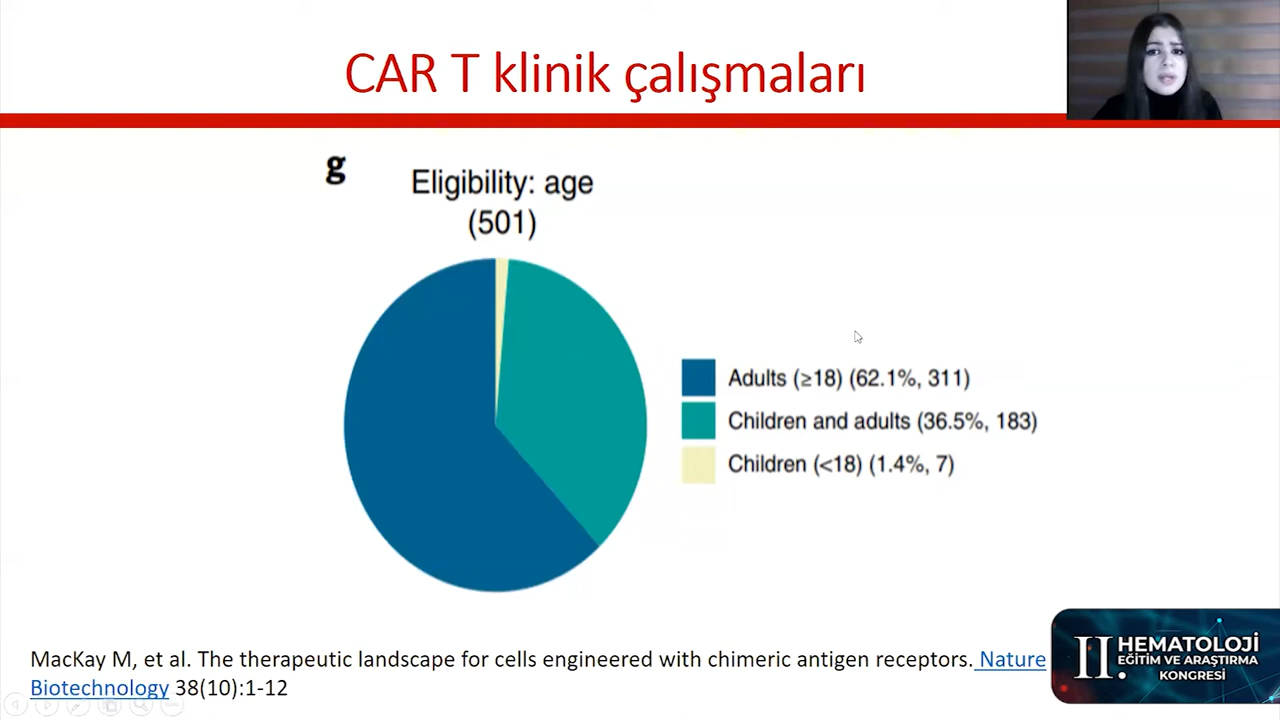 CAR T klinik çalışmaları
g
Eligibility: age
(501)
Adults (≥18) (62.1%, 311)
Children and adults (36.5%, 183)
Children (<18) (1.4%, 7)
MacKay M, et al. The therapeutic landscape for cells engineered with chimeric antigen receptors. Nature
Biotechnology 38(10):1-12
II. HEMATOLOJİ
EĞİTİM VE ARAŞTIRMA
KONGRESİ